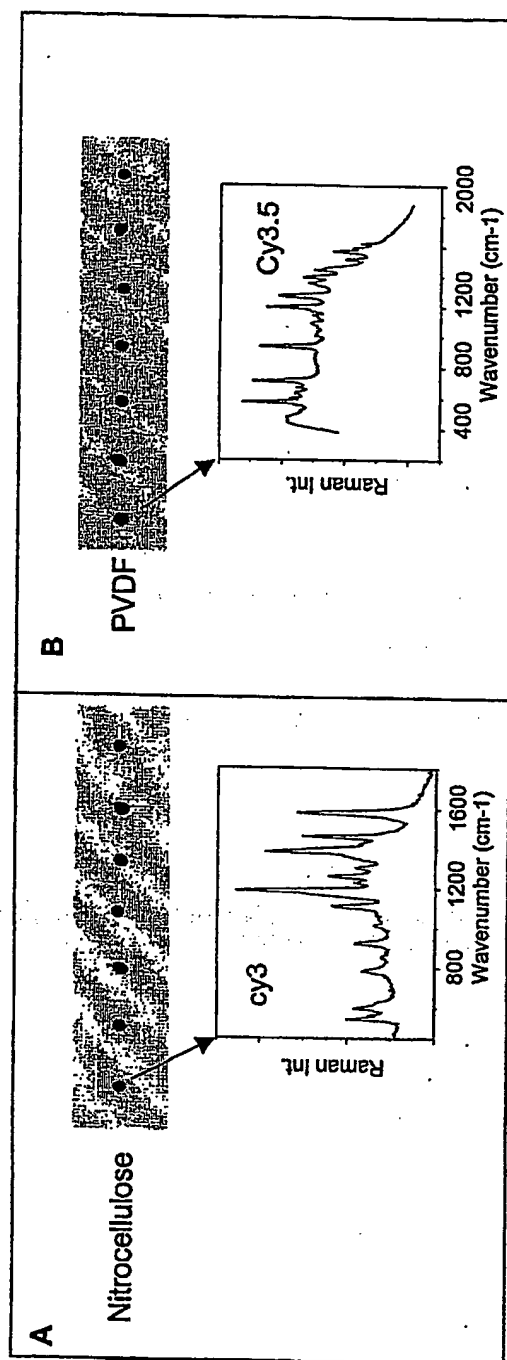 A
Nitrocellulose
Raman Int.
cy3
800
1200
1600
Wavenumber (cm-1)
B
PVDF
Raman Int.
Cy3.5
400
800
1200
2000
Wavenumber (cm-1)